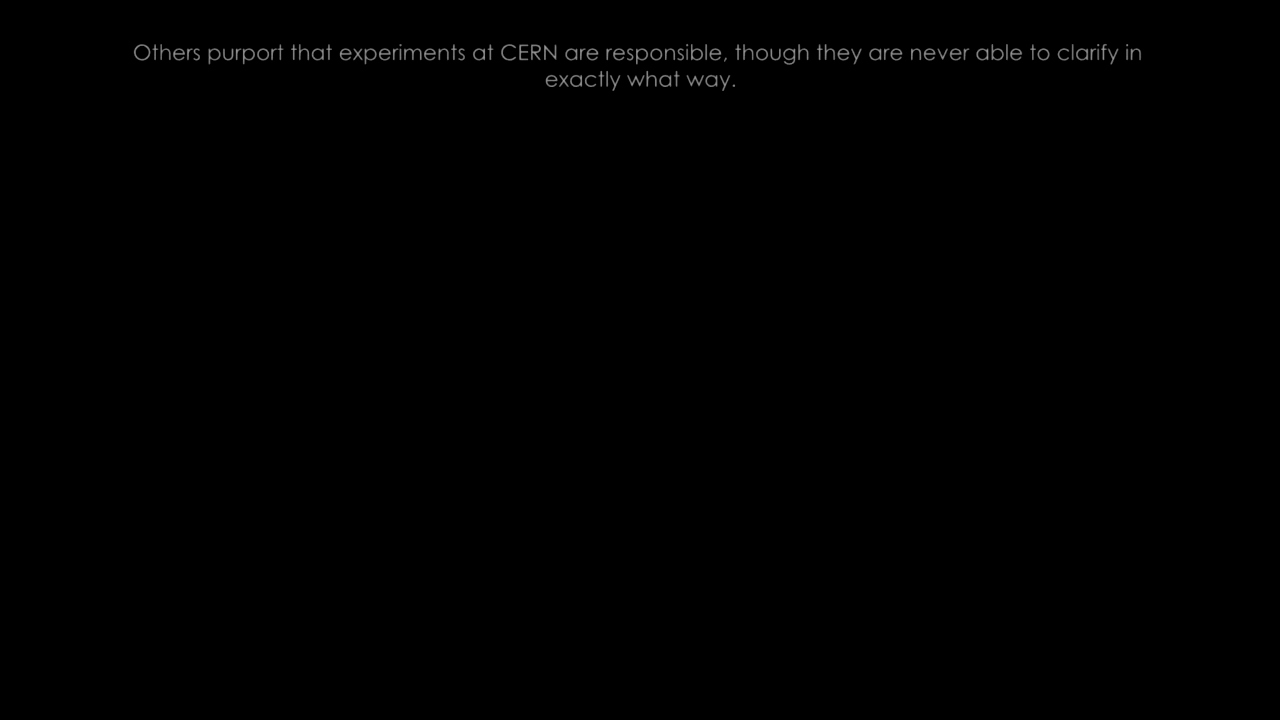 Others purport that experiments at CERN are responsible, though they are never able to clarify in
exactly what way.